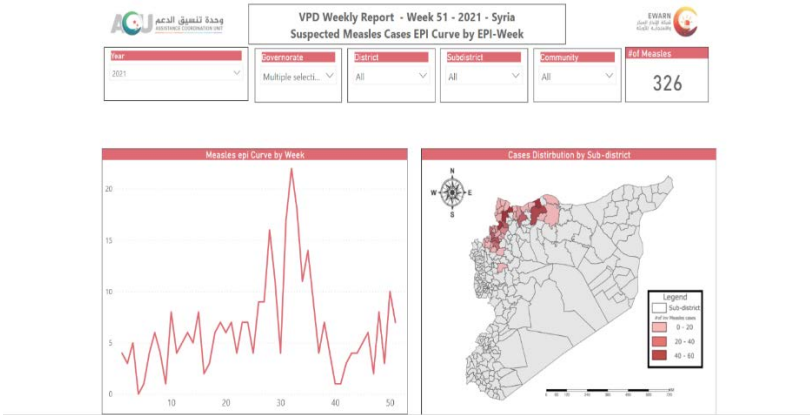 ACU
وحدة تنسيق الدعم
ASSISTANCE COORDINATION UNIT
VPD Weekly Report - Week 51 - 2021 - Syria
Suspected Measles Cases EPI Curve by EPI-Week
EWARN
Year
2021
Governorate
Multiple selecti...
District
All
Subdistrict
All
Community
All
#of Measles
326
Measles epi Curve by Week
20
15
10
5
0
10
20
30
40
50
Cases Distirbution by Sub-district
N
W
E
S
Legend
Sub-district
0 - 20
20 - 40
40 - 60